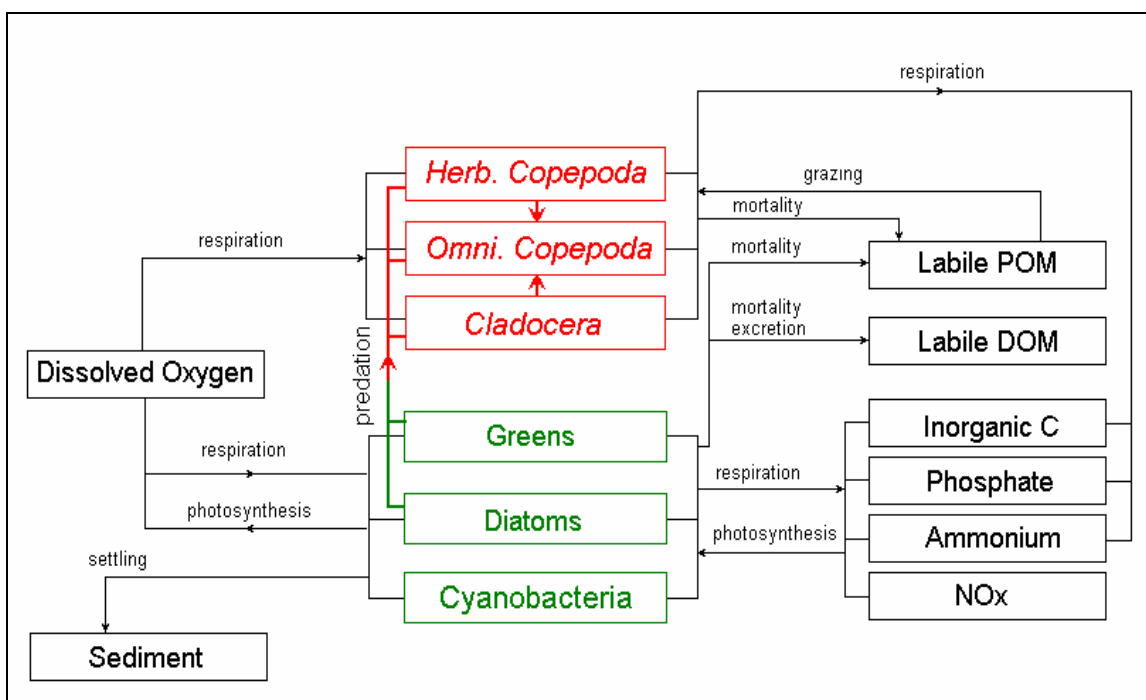 respiration
grazing
Herb. Copepoda
mortality
respiration
Omni. Copepoda
mortality
Labile POM
Cladocera
mortality
excretion
Labile DOM
predation
Dissolved Oxygen
Greens
Inorganic C
respiration
respiration
Phosphate
photosynthesis
Diatoms
photosynthesis
Ammonium
settling
Cyanobacteria
NOx
Sediment